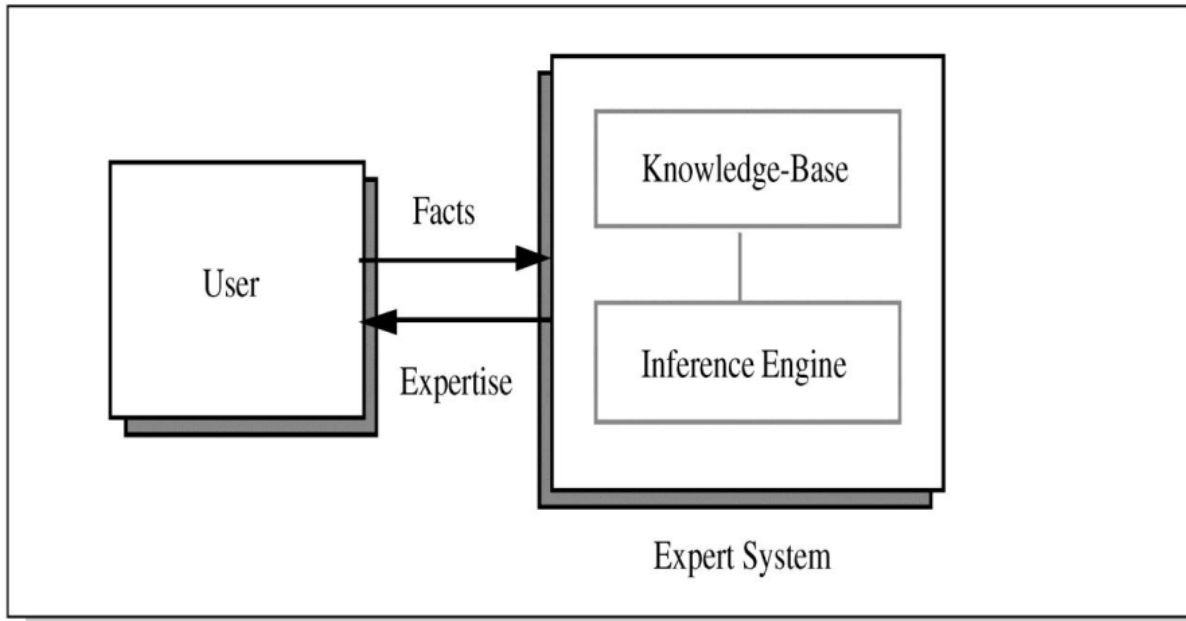 User
Facts
Expertise
Knowledge-Base
Inference Engine
Expert System